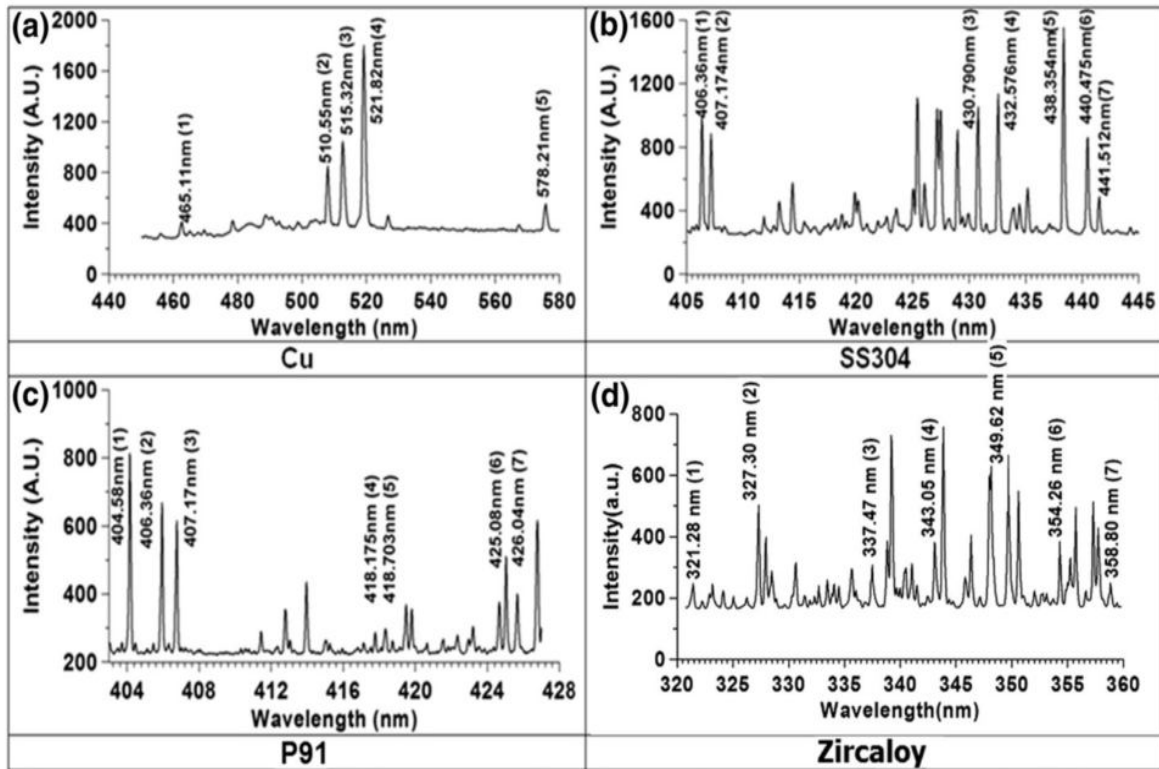 (a)
2000
1600
1200
800
400
0
Intensity (A.U.)
465.11nm (1)
510.55nm (2)
515.32nm (3)
521.82nm(4)
578.21nm(5)
440 460 480 500 520 540 560 580
Wavelength (nm)
Cu
(b)
1600
1200
800
400
0
Intensity (A.U.)
406.36nm (1)
407.174nm (2)
430.790nm (3)
432.576nm (4)
438.354nm(5)
440.475nm(6)
441.512nm(7)
405 410 415 420 425 430 435 440 445
Wavelength (nm)
SS304
(c)
1000
800
600
400
200
Intensity (A.U.)
404.58nm (1)
406.36nm (2)
407.17nm (3)
418.175nm (4)
418.703nm (5)
425.08nm (6)
426.04nm (7)
404 408 412 416 420 424 428
Wavelength (nm)
P91
(d)
800
600
400
200
0
Intensity(a.u.)
321.28 nm (1)
327.30 nm (2)
337.47 nm (3)
343.05 nm (4)
349.62 nm (5)
354.26 nm (6)
358.80 nm (7)
320 325 330 335 340 345 350 355 360
Wavelength(nm)
Zircaloy